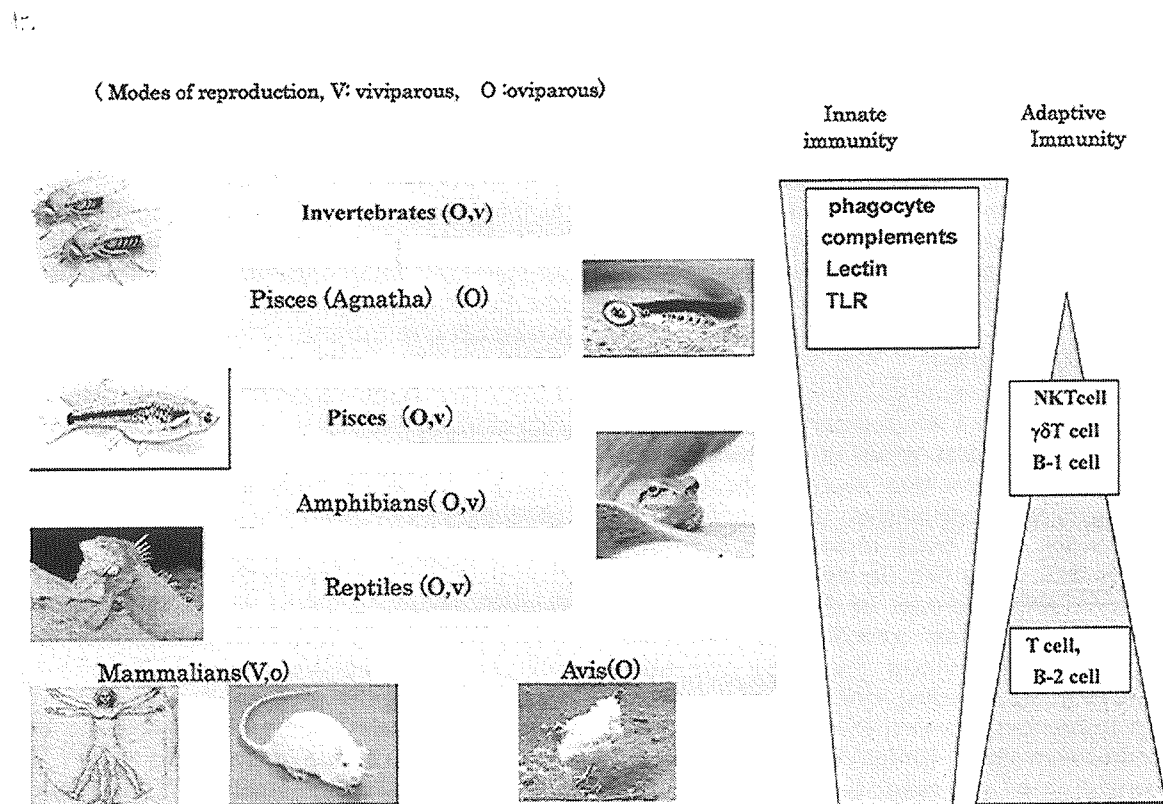 ( Modes of reproduction, V: viviparous, O :oviparous)
Innate
immunity
Adaptive
Immunity
Invertebrates (O,v)
Pisces (Agnatha) (O)
Pisces (O,v)
Amphibians( O,v)
Reptiles (O,v)
Mammalians(V,o)
Avis(O)
phagocyte
complements
Lectin
TLR
NKTcell
γδT cell
B-1 cell
T cell,
B-2 cell